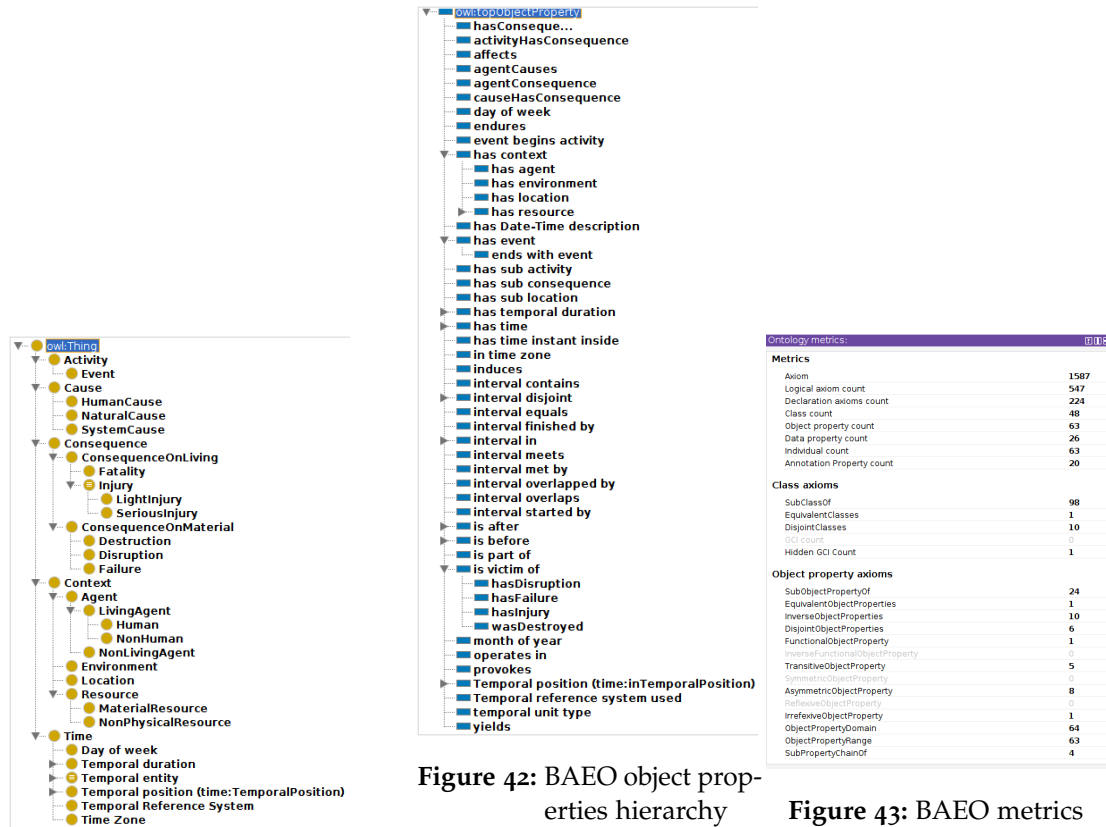 owl:Thing
Activity
Event
Cause
HumanCause
NaturalCause
SystemCause
Consequence
ConsequenceOnLiving
Fatality
Injury
LightInjury
SeriousInjury
ConsequenceOnMaterial
Destruction
Disruption
Failure
Context
Agent
LivingAgent
Human
NonHuman
NonLivingAgent
Environment
Location
Resource
MaterialResource
NonPhysicalResource
Time
Day of week
Temporal duration
Temporal entity
Temporal position (time:TemporalPosition)
Temporal Reference System
Time Zone
owl:topObjectProperty
hasConseque...
activityHasConsequence
affects
agentCauses
agentConsequence
causeHasConsequence
day of week
endures
event begins activity
has context
has agent
has environment
has location
has resource
has Date-Time description
has event
ends with event
has sub activity
has sub consequence
has sub location
has temporal duration
has time
has time instant inside
in time zone
induces
interval contains
interval disjoint
interval equals
interval finished by
interval in
interval meets
interval met by
interval overlapped by
interval overlaps
interval started by
is after
is before
is part of
is victim of
hasDisruption
hasFailure
hasInjury
wasDestroyed
month of year
operates in
provokes
Temporal position (time:inTemporalPosition)
Temporal reference system used
temporal unit type
yields
Figure 42: BAEO object prop-
erties hierarchy
Ontology metrics:
Metrics
Axiom 1587
Logical axiom count 547
Declaration axioms count 224
Class count 48
Object property count 63
Data property count 26
Individual count 63
Annotation Property count 20
Class axioms
SubClassOf 98
EquivalentClasses 1
DisjointClasses 10
GCI count 0
Hidden GCI Count 1
Object property axioms
SubObjectPropertyOf 24
EquivalentObjectProperties 1
InverseObjectProperties 10
DisjointObjectProperties 6
FunctionalObjectProperty 1
InverseFunctionalObjectProperty 0
TransitiveObjectProperty 5
SymmetricObjectProperty 0
AsymmetricObjectProperty 8
ReflexiveObjectProperty 0
IrrefexiveObjectProperty 1
ObjectPropertyDomain 64
ObjectPropertyRange 63
SubPropertyChainOf 4
Figure 43: BAEO metrics